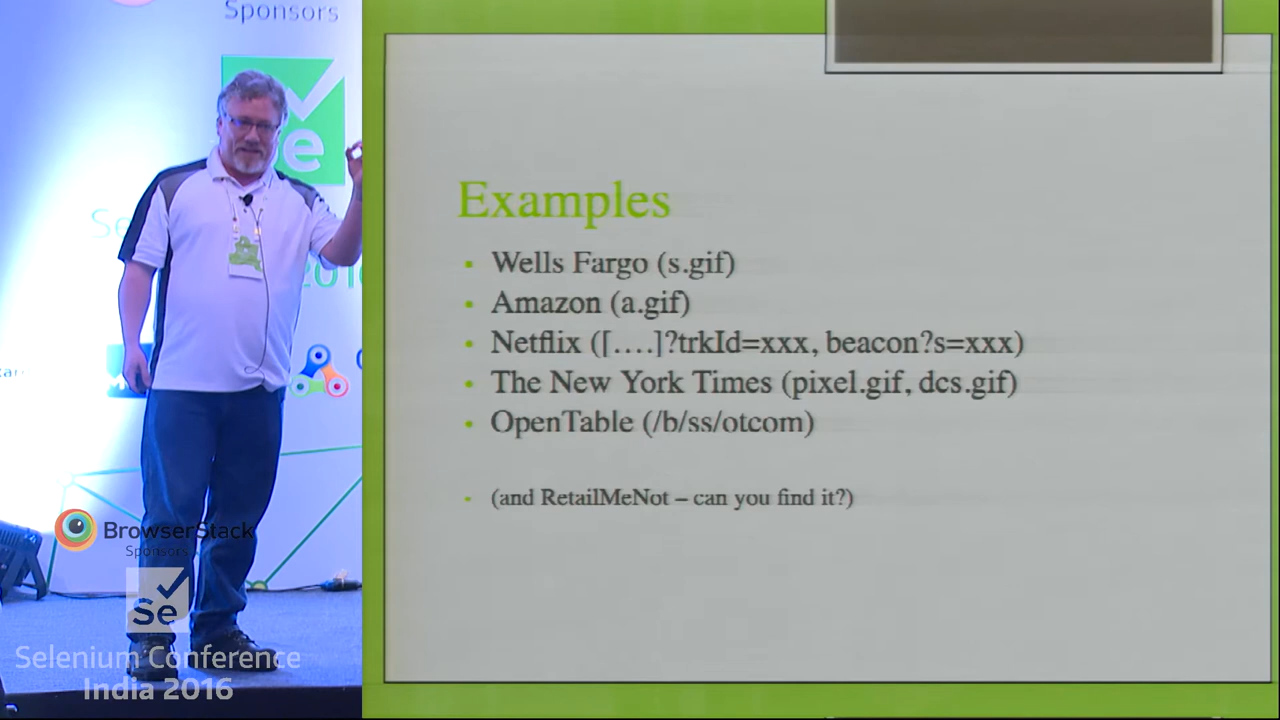 Sponsors
Se
BrowserStack
Sponsors
Se
Selenium Conference
India 2016
Examples
Wells Fargo (s.gif)
Amazon (a.gif)
Netflix ([….]?trkId=xxx, beacon?s=xxx)
The New York Times (pixel.gif, dcs.gif)
OpenTable (/b/ss/otcom)
(and RetailMeNot – can you find it?)